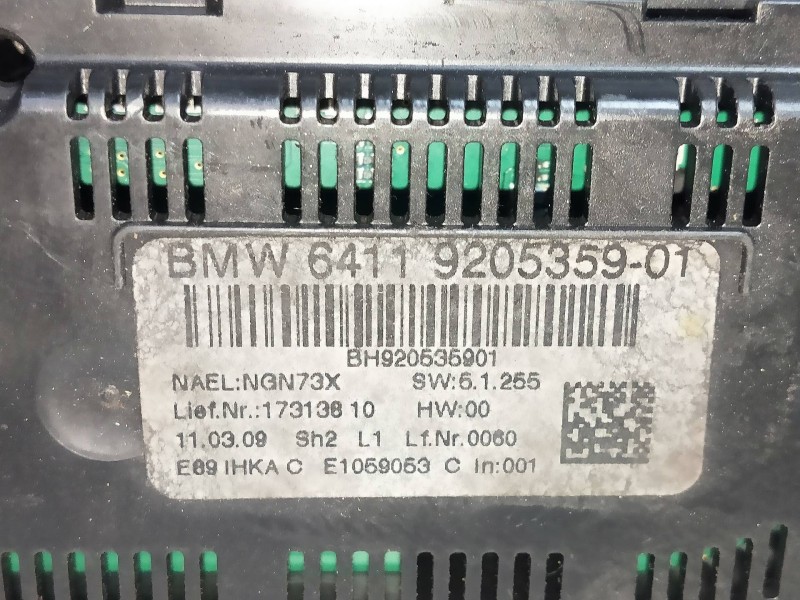 BMW 6411 9205359-01
BH920535901
NAEL:NGN73X SW:5.1.255
Lief.Nr.:173138 10 HW:00
11.03.09 Sh2 L1 Lf.Nr.0060
E89 IHKA C E1059053 C In:001